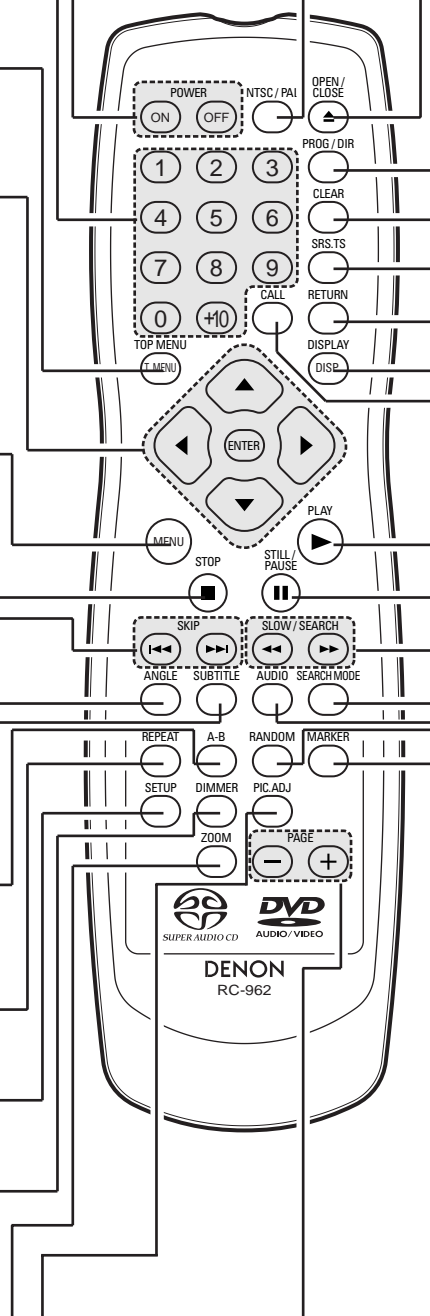 POWER NTSC / PAL OPEN / CLOSE
ON OFF
PROG / DIR
1 2 3
CLEAR
4 5 6
SRS.TS
7 8 9
CALL RETURN
0 +10
TOP MENU DISPLAY
T. MENU DISP
ENTER
PLAY
MENU
STOP STILL / PAUSE
SKIP SLOW / SEARCH
ANGLE SUBTITLE AUDIO SEARCH MODE
REPEAT A-B RANDOM MARKER
SETUP DIMMER PIC.ADJ
ZOOM PAGE
− +
SUPER AUDIO CD
DVD
AUDIO / VIDEO
DENON
RC-962